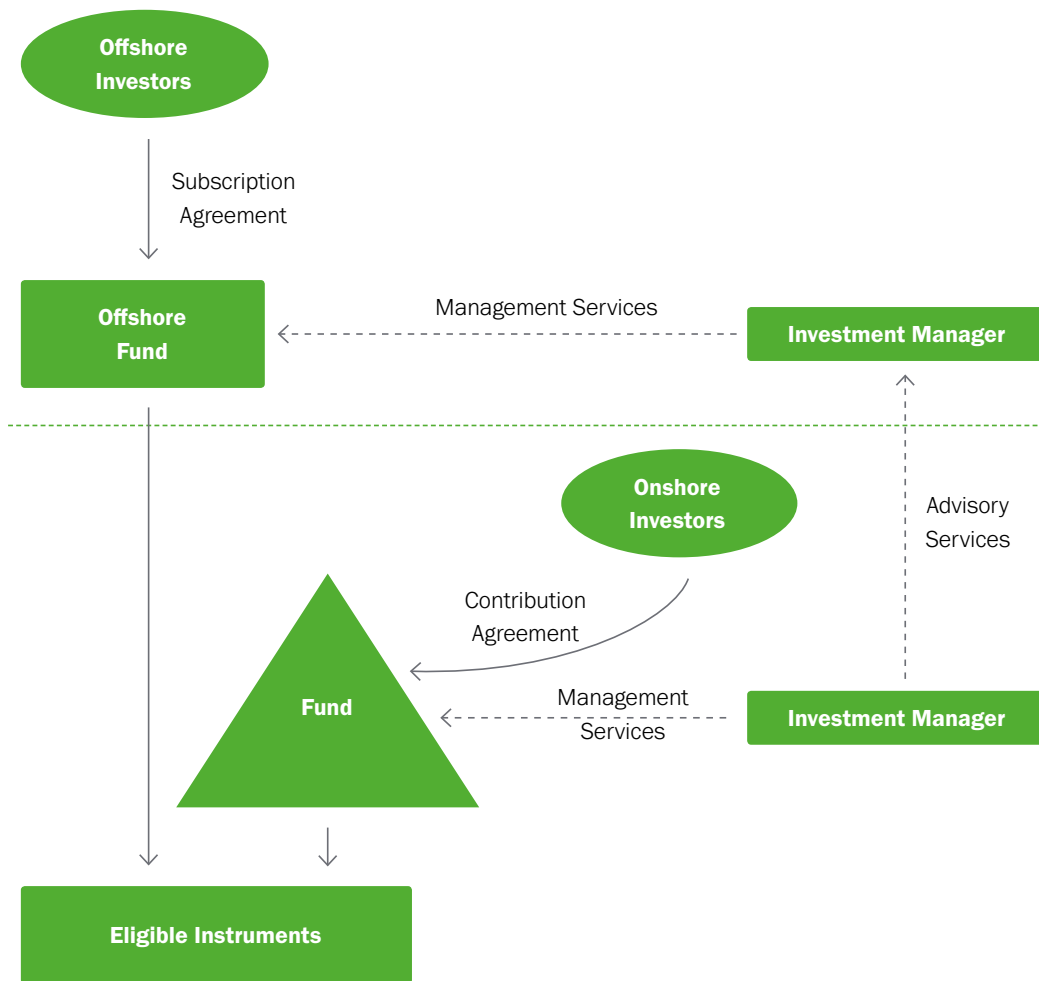 Offshore
Investors
Subscription
Agreement
Offshore
Fund
Management Services
Investment Manager
Onshore
Investors
Advisory
Services
Contribution
Agreement
Fund
Management
Services
Investment Manager
Eligible Instruments